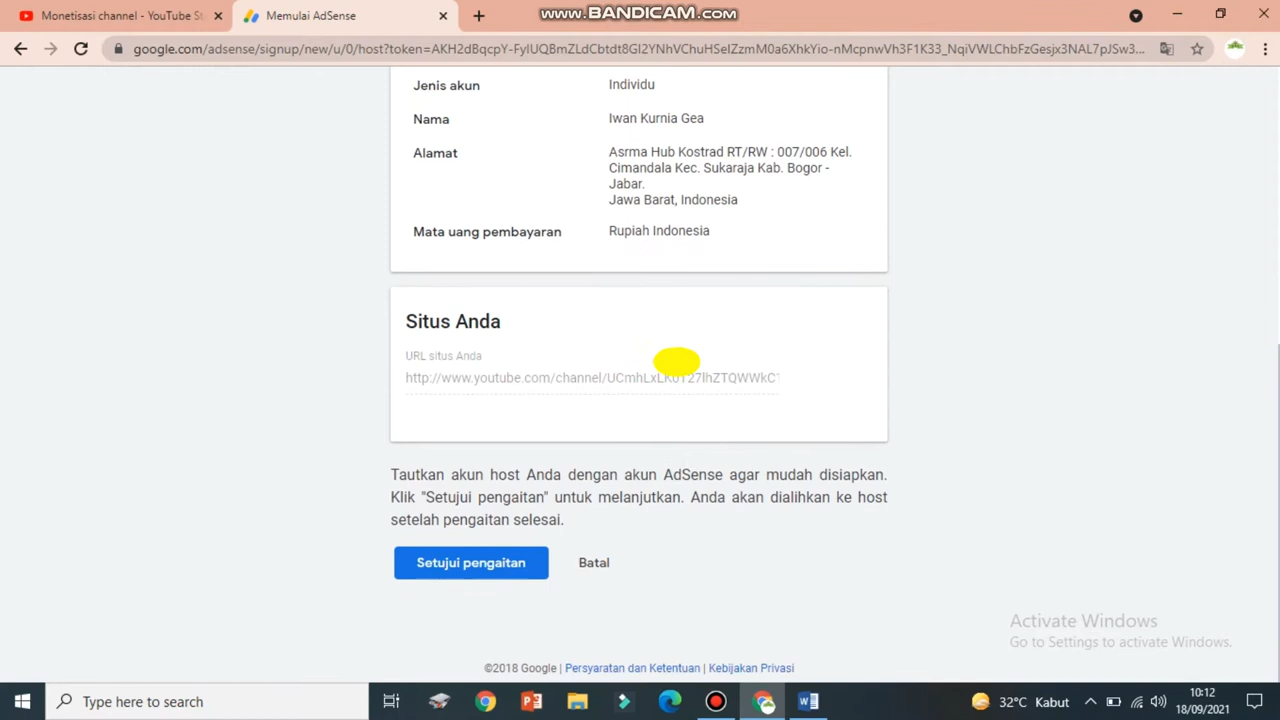 Monetisasi channel - YouTube St
Memulai AdSense
www.BANDICAM.com
google.com/adsense/signup/new/u/0/host?token=
Jenis akun Individu
Nama Iwan Kurnia Gea
Alamat Asrma Hub Kostrad RT/RW : 007/006 Kel.
Cimandala Kec. Sukaraja Kab. Bogor -
Jabar.
Jawa Barat, Indonesia
Mata uang pembayaran Rupiah Indonesia
Situs Anda
URL situs Anda
Tautkan akun host Anda dengan akun AdSense agar mudah disiapkan.
Klik "Setujui pengaitan" untuk melanjutkan. Anda akan dialihkan ke host
setelah pengaitan selesai.
Setujui pengaitan Batal
Activate Windows
Go to Settings to activate Windows.
©2018 Google | Persyaratan dan Ketentuan | Kebijakan Privasi
Type here to search
32°C Kabut
10:12
18/09/2021